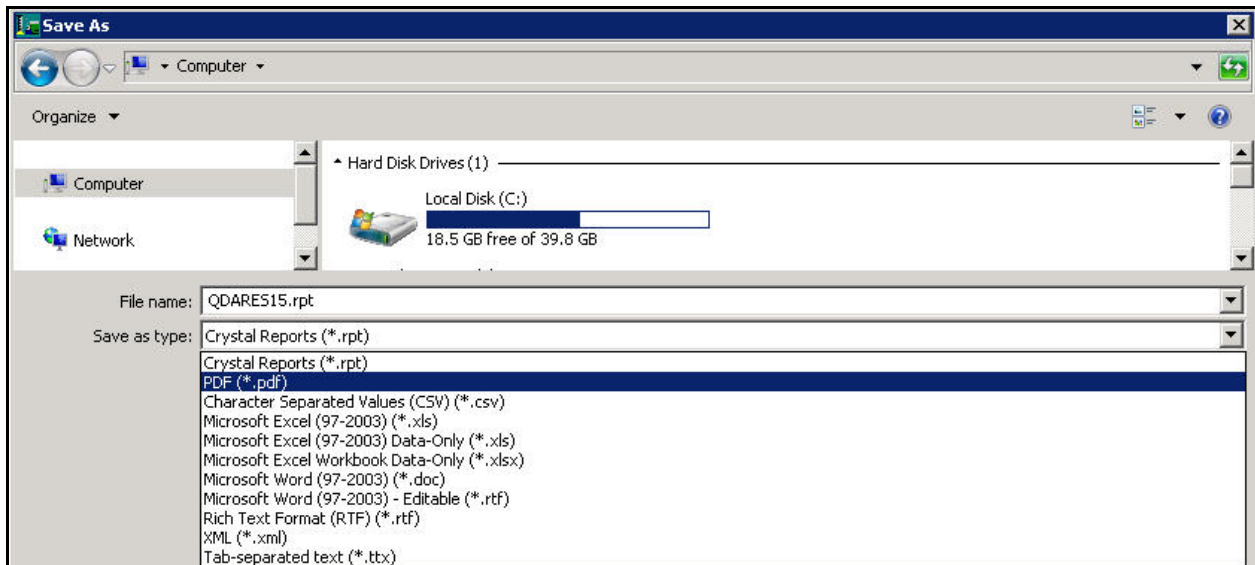 Save As
Computer
Organize
Computer
Network
Hard Disk Drives (1)
Local Disk (C:)
18.5 GB free of 39.8 GB
File name: QDARES15.rpt
Save as type: Crystal Reports (*.rpt)
Crystal Reports (*.rpt)
PDF (*.pdf)
Character Separated Values (CSV) (*.csv)
Microsoft Excel (97-2003) (*.xls)
Microsoft Excel (97-2003) Data-Only (*.xls)
Microsoft Excel Workbook Data-Only (*.xlsx)
Microsoft Word (97-2003) (*.doc)
Microsoft Word (97-2003) - Editable (*.rtf)
Rich Text Format (RTF) (*.rtf)
XML (*.xml)
Tab-separated text (*.ttx)